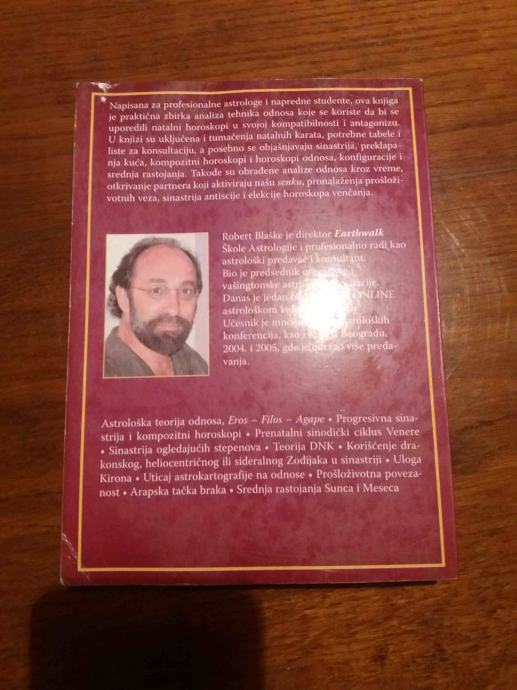 Napisana za profesionalne astrologe i napredne studente, ova knjiga
je praktična zbirka analiza tehnika odnosa koje se koriste da bi se
uporedili natalni horoskopi u svojoj kompatibilnosti i antagonizu.
U knjizi su uključena i tumačenja natalnih karata, potrebne tabele i
liste za konsultaciju, a posebno se objašnjavaju sinastrija, preklapa-
nja kuća, kompozitni horoskopi i horoskopi odnosa, konfiguracije i
srednja rastojanja. Takođe su obrađene analize odnosa kroz vreme,
otkrivanje partnera koji aktiviraju našu senku, pronalaženja prošloži-
votnih veza, sinastrija antiscije i elekcije horoskopa venčanja.
Robert Blaške je direktor Earthwalk
Škole Astrologije i profesionalno radi kao
astrološki predavač i konsultant.
Bio je predsednik
vašingtonske
Danas je jedan ONLINE
astrološkom
Učesnik je astroloških
konferencija, kao Beogradu,
2004. i 2005, gde više preda-
vanja.
Astrološka teorija odnosa, Eros – Filos – Agape • Progresivna sina-
strija i kompozitni horoskopi • Prenatalni sinodički ciklus Venere
• Sinastrija ogledajućih stepenova • Teorija DNK • Korišćenje dra-
konskog, heliocentričnog ili sideralnog Zodijaka u sinastriji • Uloga
Kirona • Uticaj astrokartografije na odnose • Prošloživotna poveza-
nost • Arapska tačka braka • Srednja rastojanja Sunca i Meseca